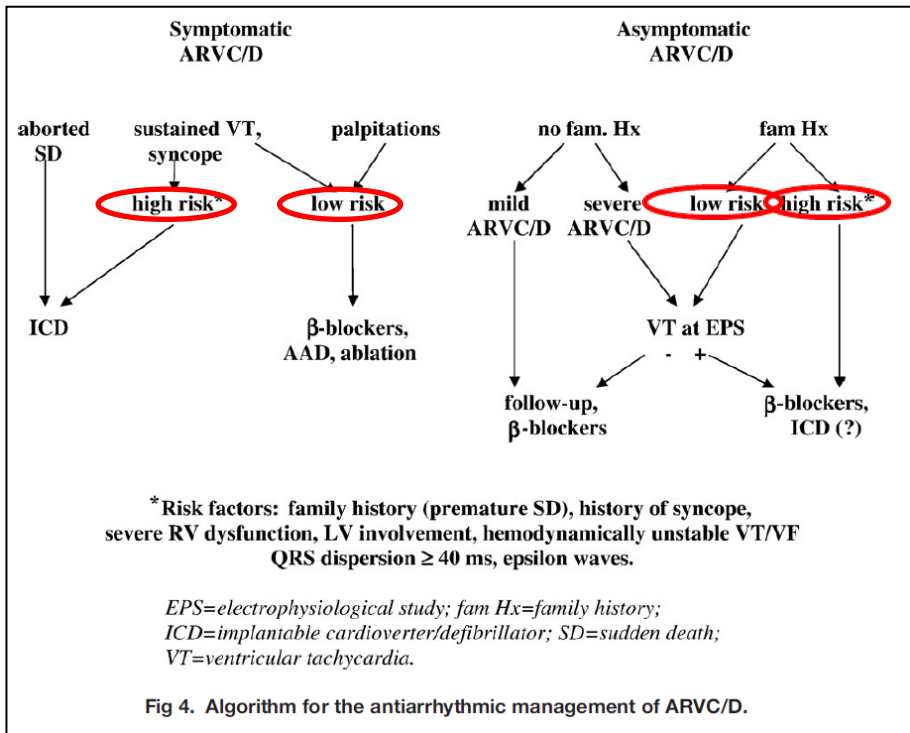 Symptomatic
ARVC/D
Asymptomatic
ARVC/D
aborted
SD
sustained VT,
syncope
palpitations
no fam. Hx
fam Hx
high risk*
low risk
mild
ARVC/D
severe
ARVC/D
low risk
high risk*
ICD
β-blockers,
AAD, ablation
VT at EPS
- +
follow-up,
β-blockers
β-blockers,
ICD (?)
*Risk factors: family history (premature SD), history of syncope,
severe RV dysfunction, LV involvement, hemodynamically unstable VT/VF
QRS dispersion ≥ 40 ms, epsilon waves.
EPS=electrophysiological study; fam Hx=family history;
ICD=implantable cardioverter/defibrillator; SD=sudden death;
VT=ventricular tachycardia.
Fig 4. Algorithm for the antiarrhythmic management of ARVC/D.